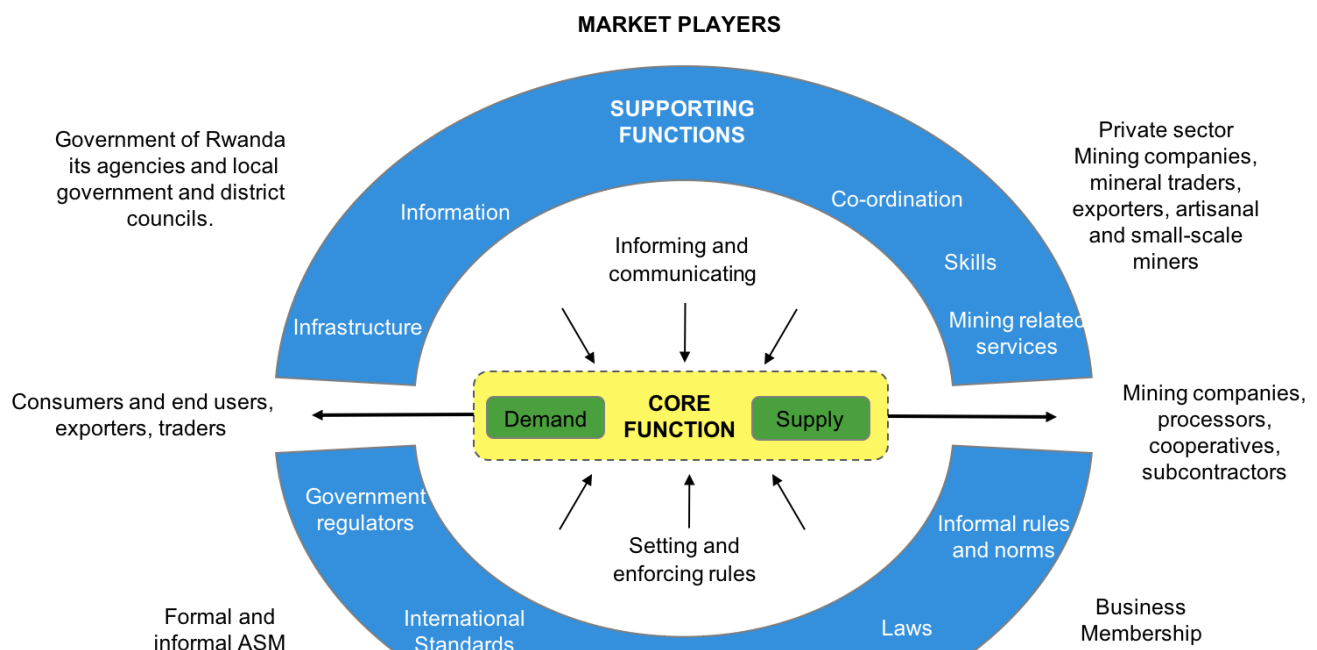 MARKET PLAYERS
SUPPORTING
FUNCTIONS
Government of Rwanda
its agencies and local
government and district
councils.
Private sector
Mining companies,
mineral traders,
exporters, artisanal
and small-scale
miners
Information
Co-ordination
Skills
Infrastructure
Mining related
services
Informing and
communicating
Consumers and end users,
exporters, traders
Demand
CORE
FUNCTION
Supply
Mining companies,
processors,
cooperatives,
subcontractors
Government
regulators
Setting and
enforcing rules
Informal rules
and norms
International
Standards
Laws
Formal and
informal ASM
Business
Membership